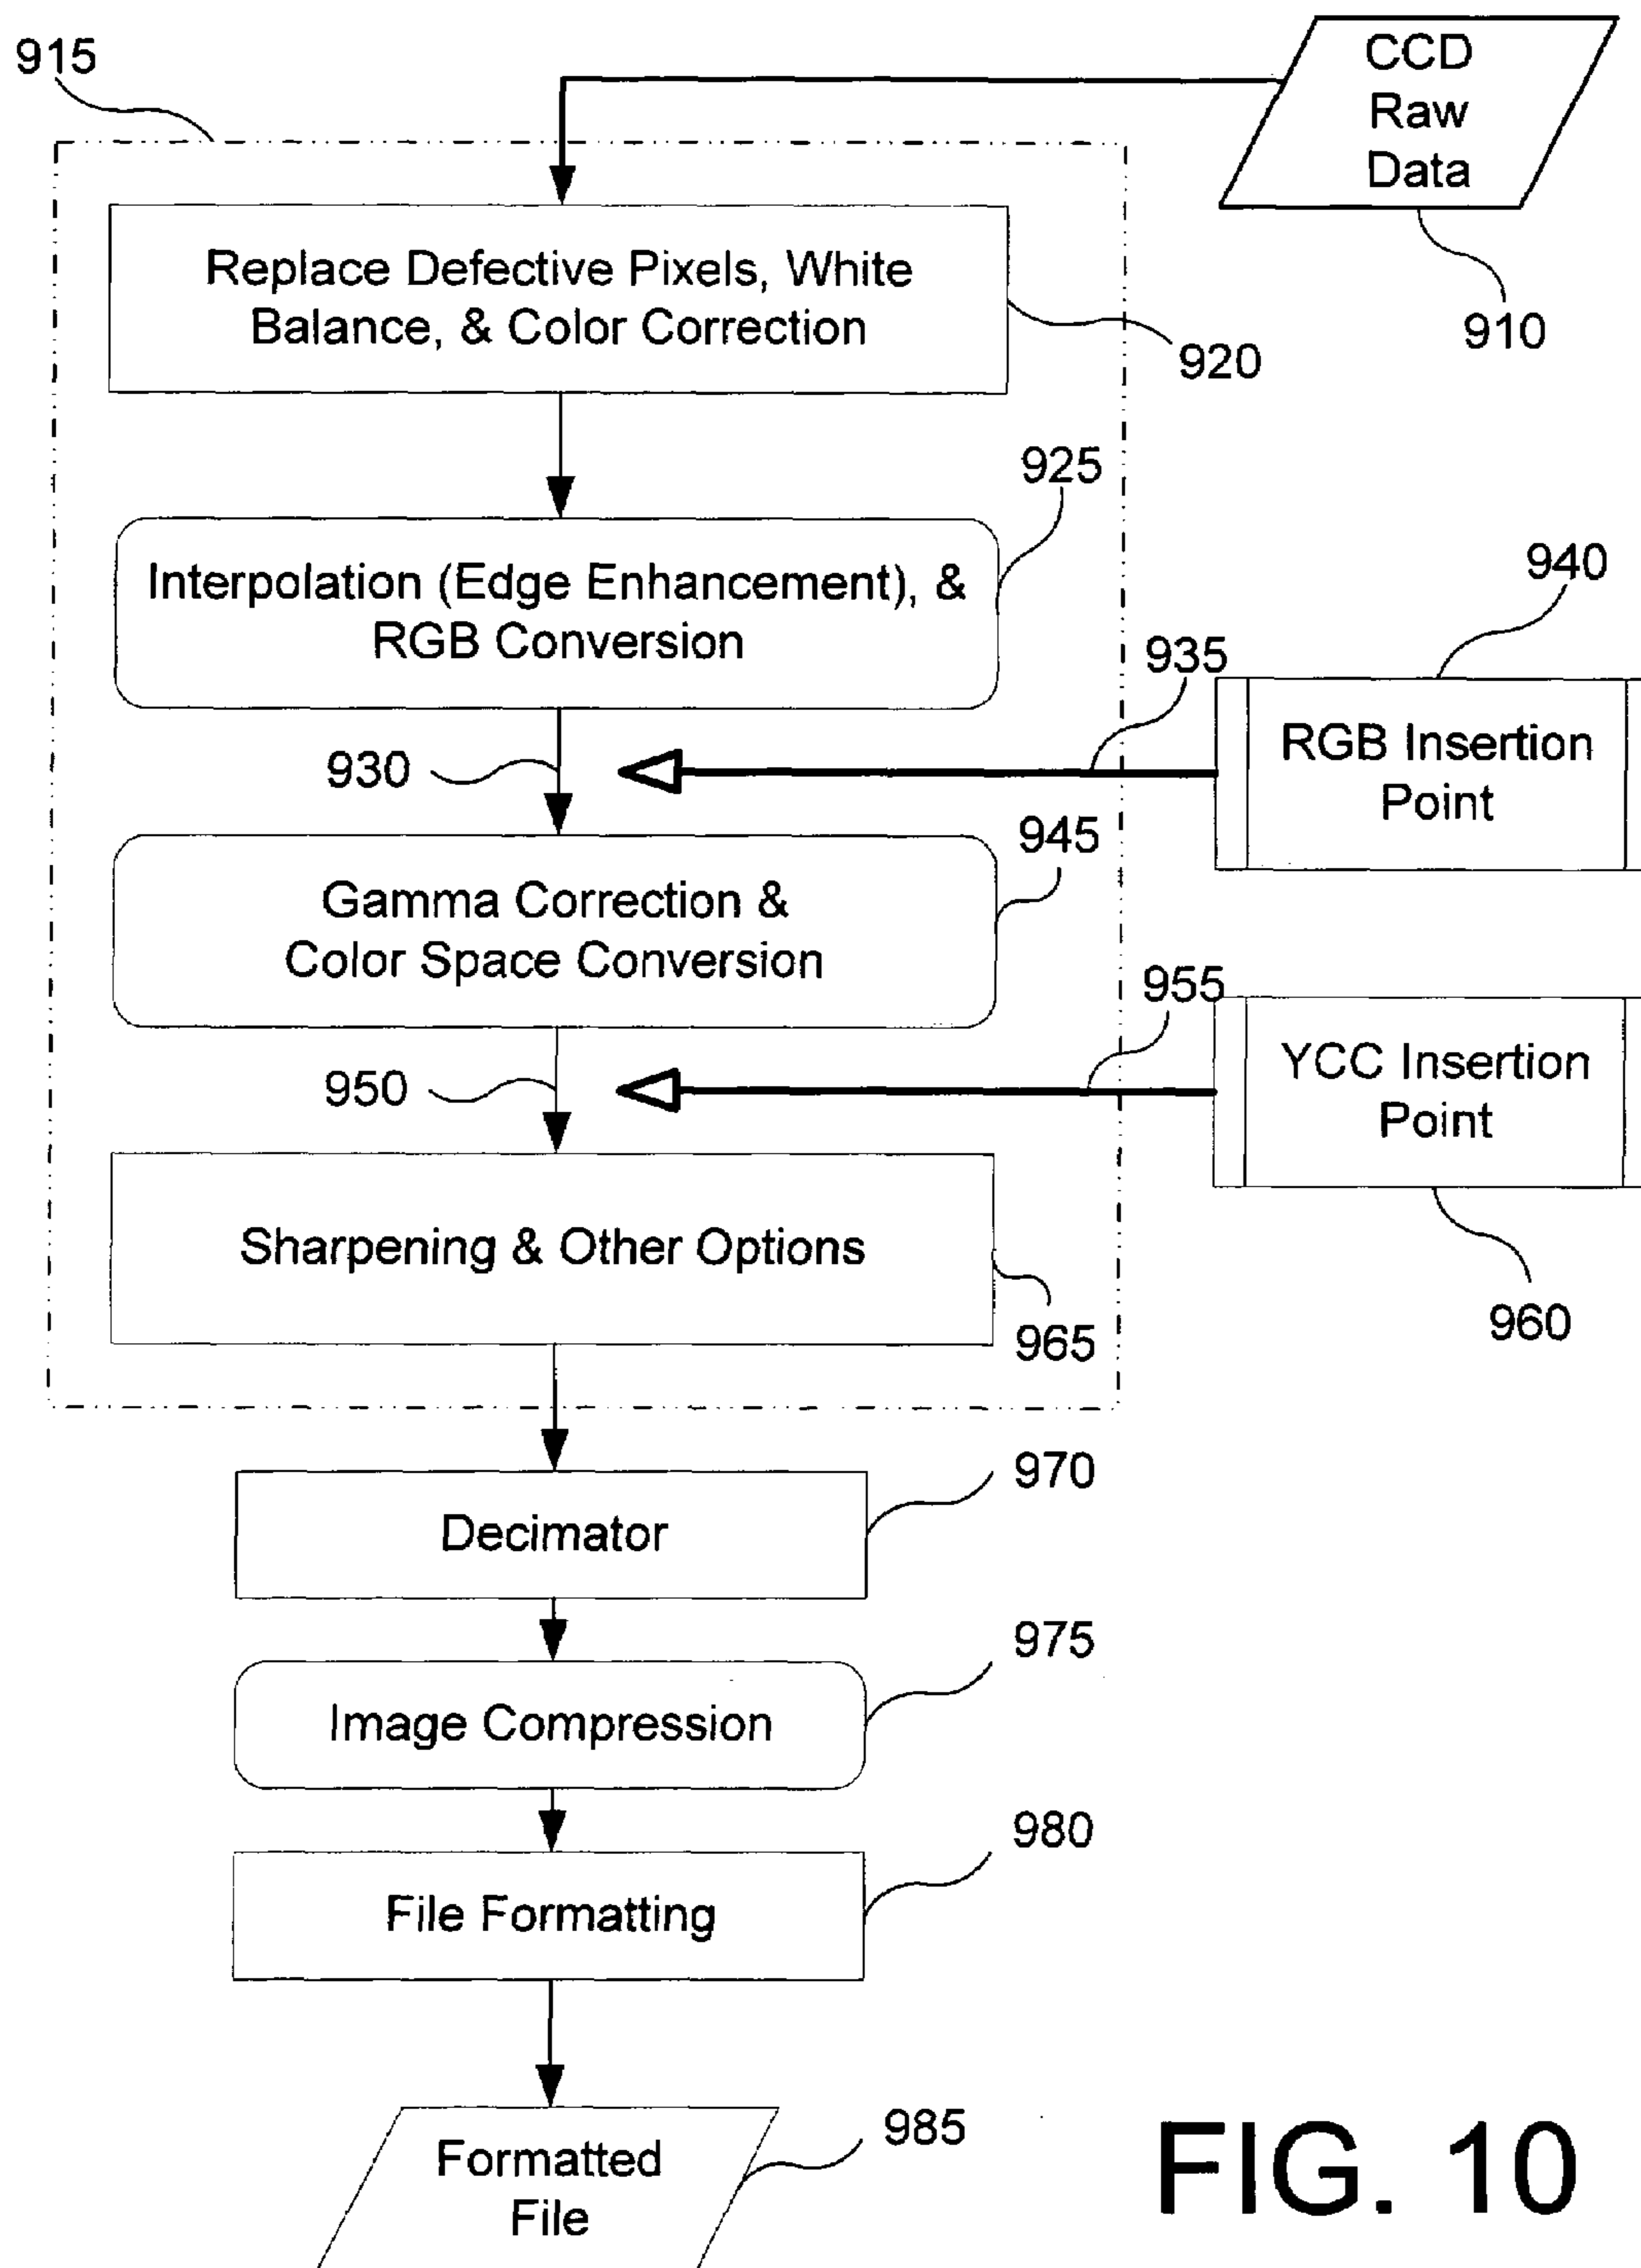 CCD
Raw
Data
910
915
Replace Defective Pixels, White
Balance, & Color Correction
920
925
Interpolation (Edge Enhancement), &
RGB Conversion
930
935
940
RGB Insertion
Point
945
Gamma Correction &
Color Space Conversion
950
955
YCC Insertion
Point
960
Sharpening & Other Options
965
970
Decimator
975
Image Compression
980
File Formatting
985
Formatted
File
FIG. 10